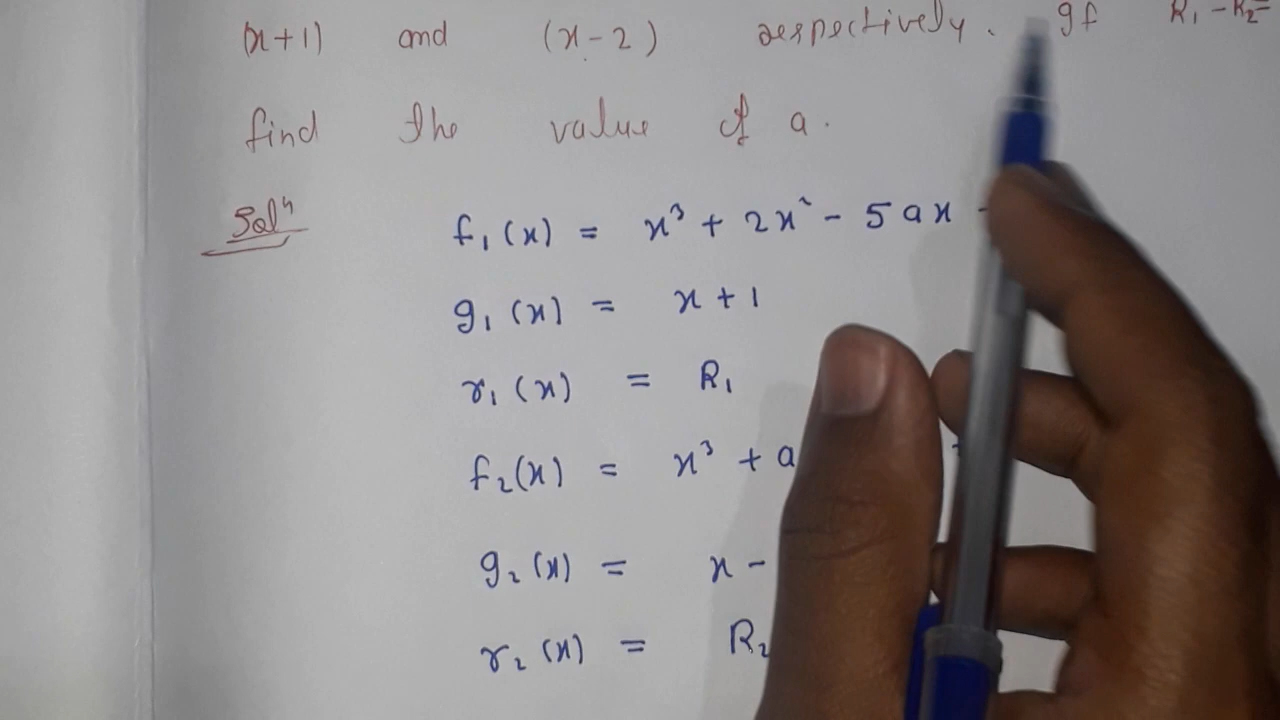 (x+1) and (x-2) respectively. If R₁-R₂=
find the value of a.
Solⁿ
f₁(x) = x³ + 2x² - 5ax -
g₁(x) = x+1
r₁(x) = R₁
f₂(x) = x³ + a
g₂(x) = x -
r₂(x) = R₂